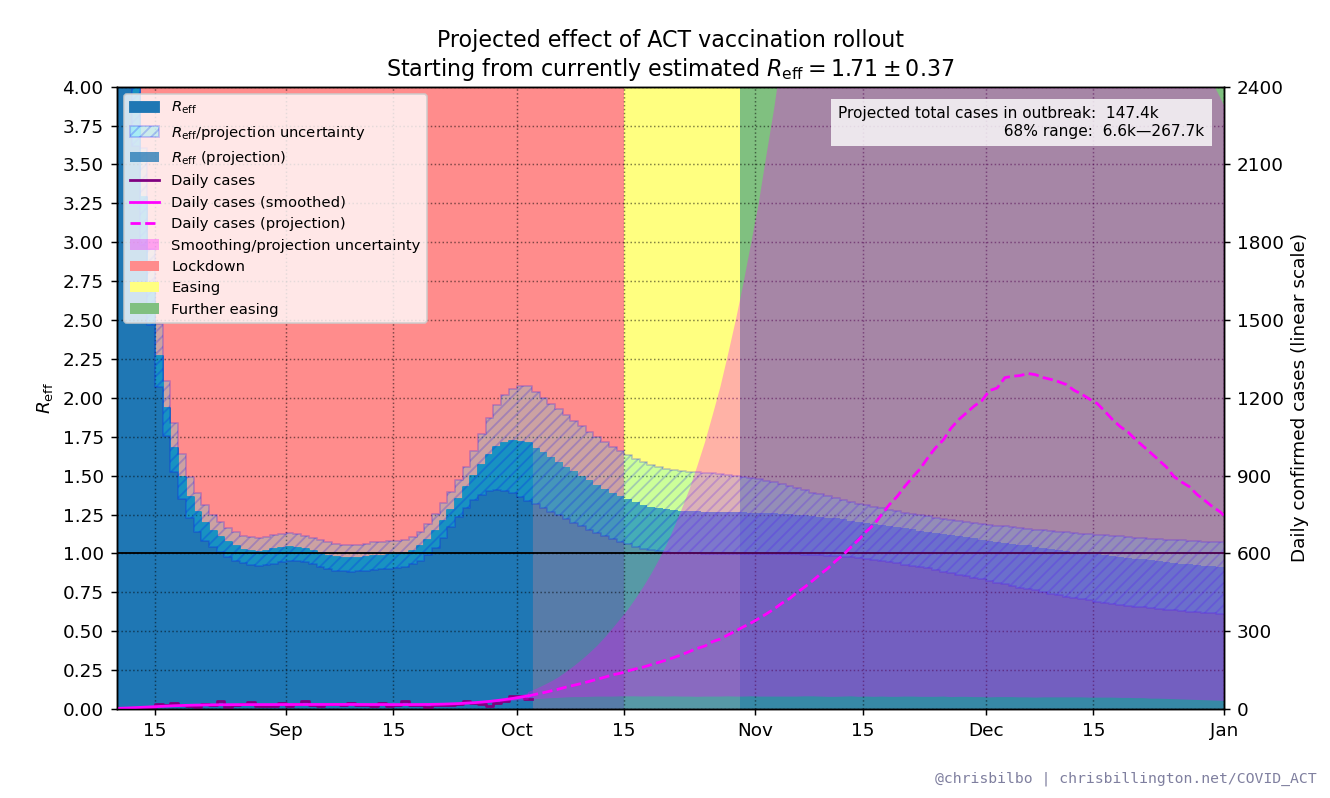 Projected effect of ACT vaccination rollout
Starting from currently estimated R_eff = 1.71 ± 0.37
4.00
3.75
3.50
3.25
3.00
2.75
2.50
2.25
2.00
1.75
1.50
1.25
1.00
0.75
0.50
0.25
0.00
R_eff
R_eff
R_eff/projection uncertainty
R_eff (projection)
Daily cases
Daily cases (smoothed)
Daily cases (projection)
Smoothing/projection uncertainty
Lockdown
Easing
Further easing
Projected total cases in outbreak: 147.4k
68% range: 6.6k—267.7k
2400
2100
1800
1500
1200
900
600
300
0
Daily confirmed cases (linear scale)
15 Sep 15 Oct 15 Nov 15 Dec 15 Jan
@chrisbilbo | chrisbillington.net/COVID_ACT